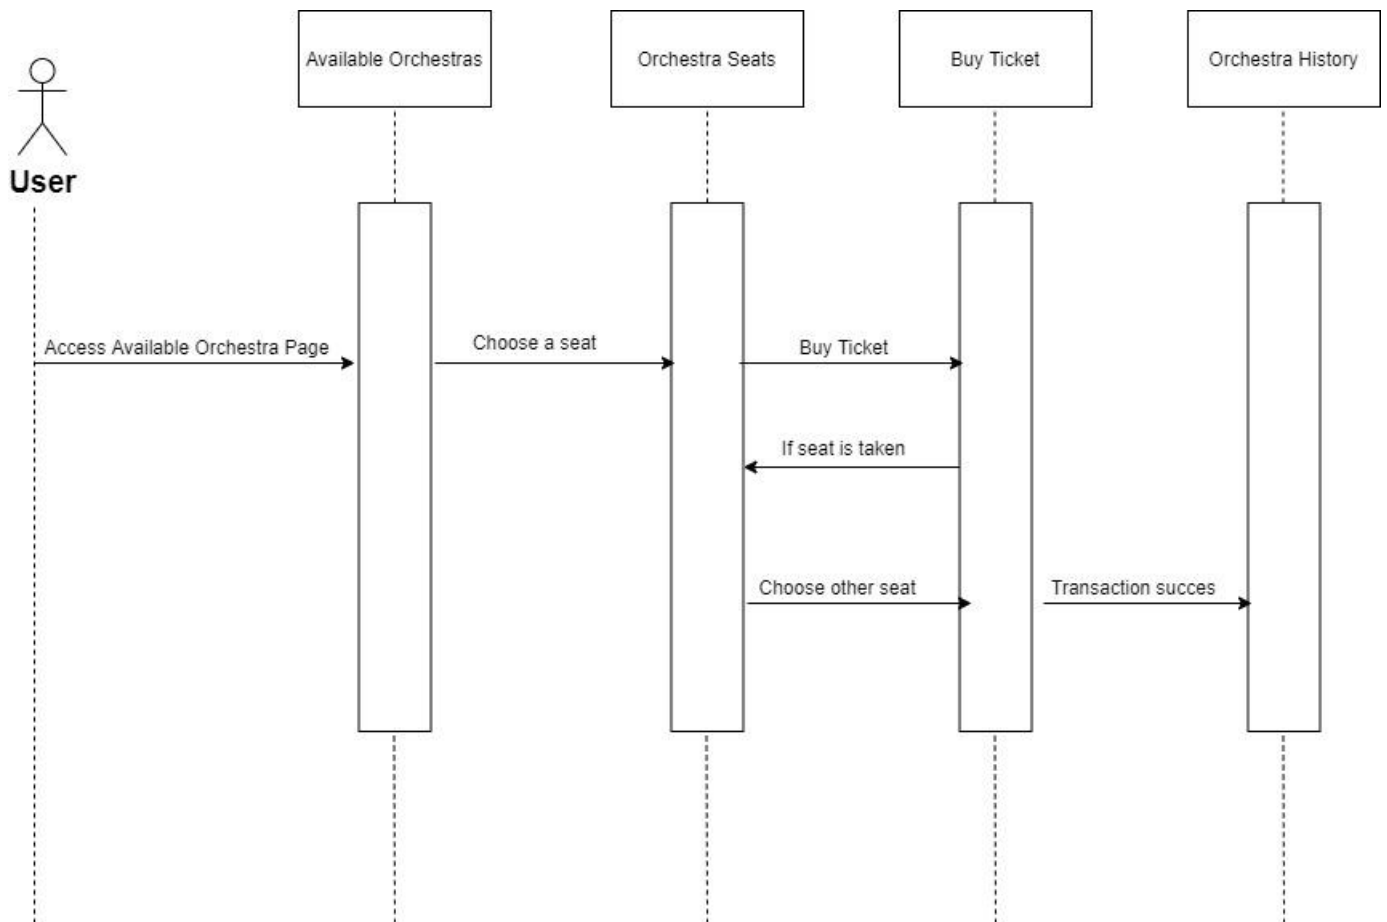 Available Orchestras
Orchestra Seats
Buy Ticket
Orchestra History
User
Access Available Orchestra Page
Choose a seat
Buy Ticket
If seat is taken
Choose other seat
Transaction succes